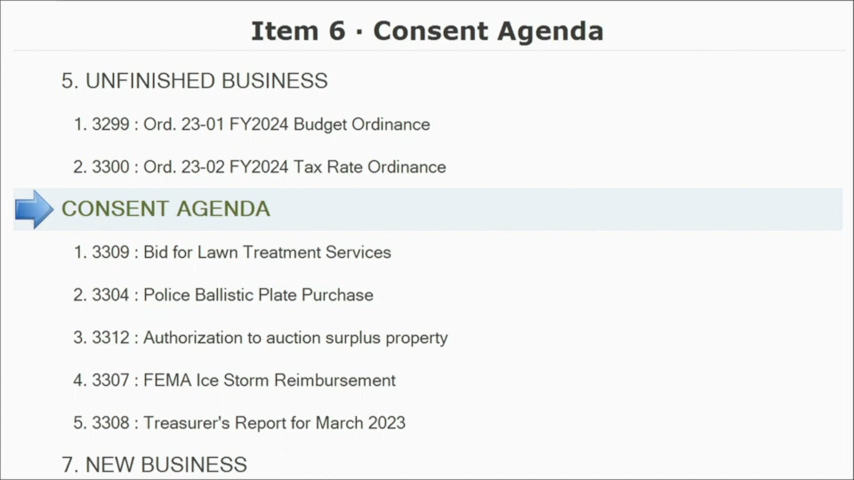 Item 6 · Consent Agenda
5. UNFINISHED BUSINESS
1. 3299 : Ord. 23-01 FY2024 Budget Ordinance
2. 3300 : Ord. 23-02 FY2024 Tax Rate Ordinance
CONSENT AGENDA
1. 3309 : Bid for Lawn Treatment Services
2. 3304 : Police Ballistic Plate Purchase
3. 3312 : Authorization to auction surplus property
4. 3307 : FEMA Ice Storm Reimbursement
5. 3308 : Treasurer's Report for March 2023
7. NEW BUSINESS